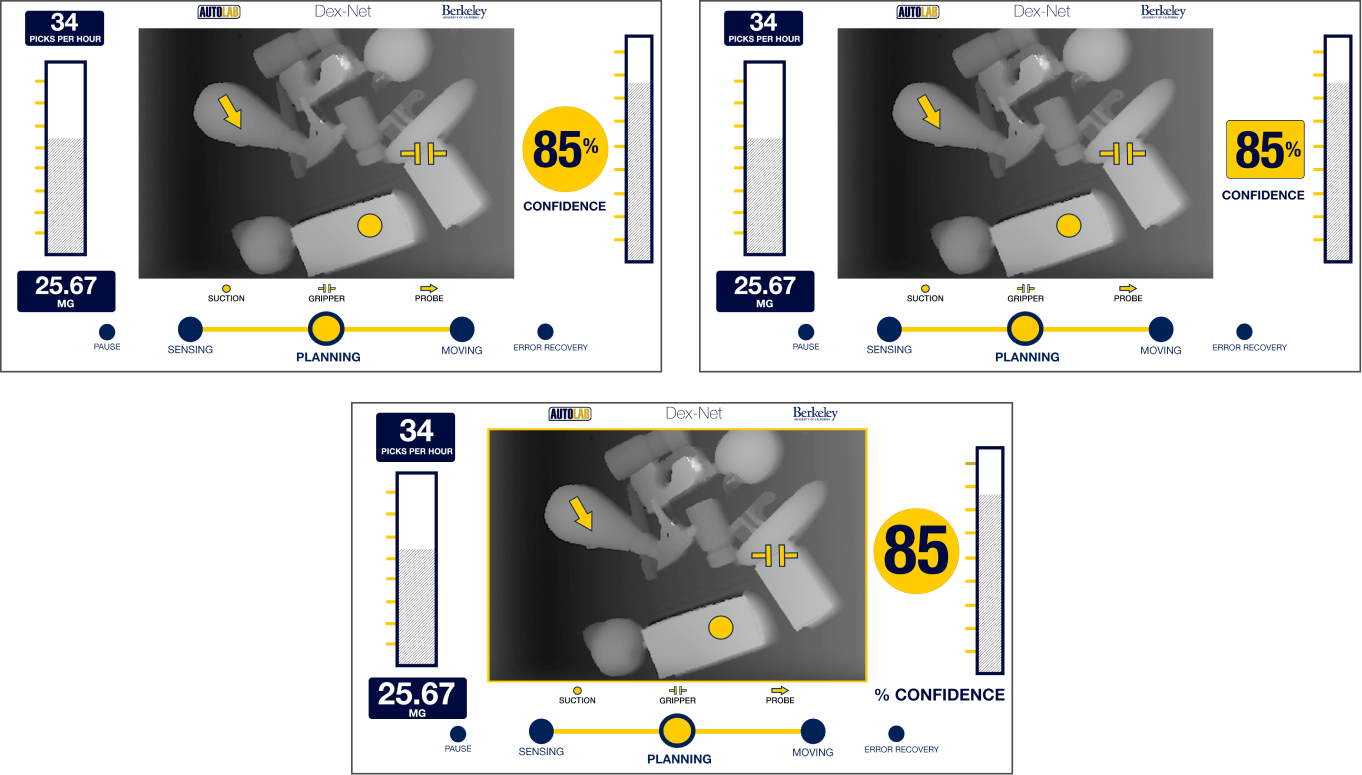 34
PICKS PER HOUR
AUTOLAB
Dex-Net
Berkeley
UNIVERSITY OF CALIFORNIA
85%
CONFIDENCE
25.67
MG
SUCTION
GRIPPER
PROBE
PAUSE
SENSING
PLANNING
MOVING
ERROR RECOVERY
34
PICKS PER HOUR
AUTOLAB
Dex-Net
Berkeley
UNIVERSITY OF CALIFORNIA
85%
CONFIDENCE
25.67
MG
SUCTION
GRIPPER
PROBE
PAUSE
SENSING
PLANNING
MOVING
ERROR RECOVERY
34
PICKS PER HOUR
AUTOLAB
Dex-Net
Berkeley
UNIVERSITY OF CALIFORNIA
85
% CONFIDENCE
25.67
MG
SUCTION
GRIPPER
PROBE
PAUSE
SENSING
PLANNING
MOVING
ERROR RECOVERY